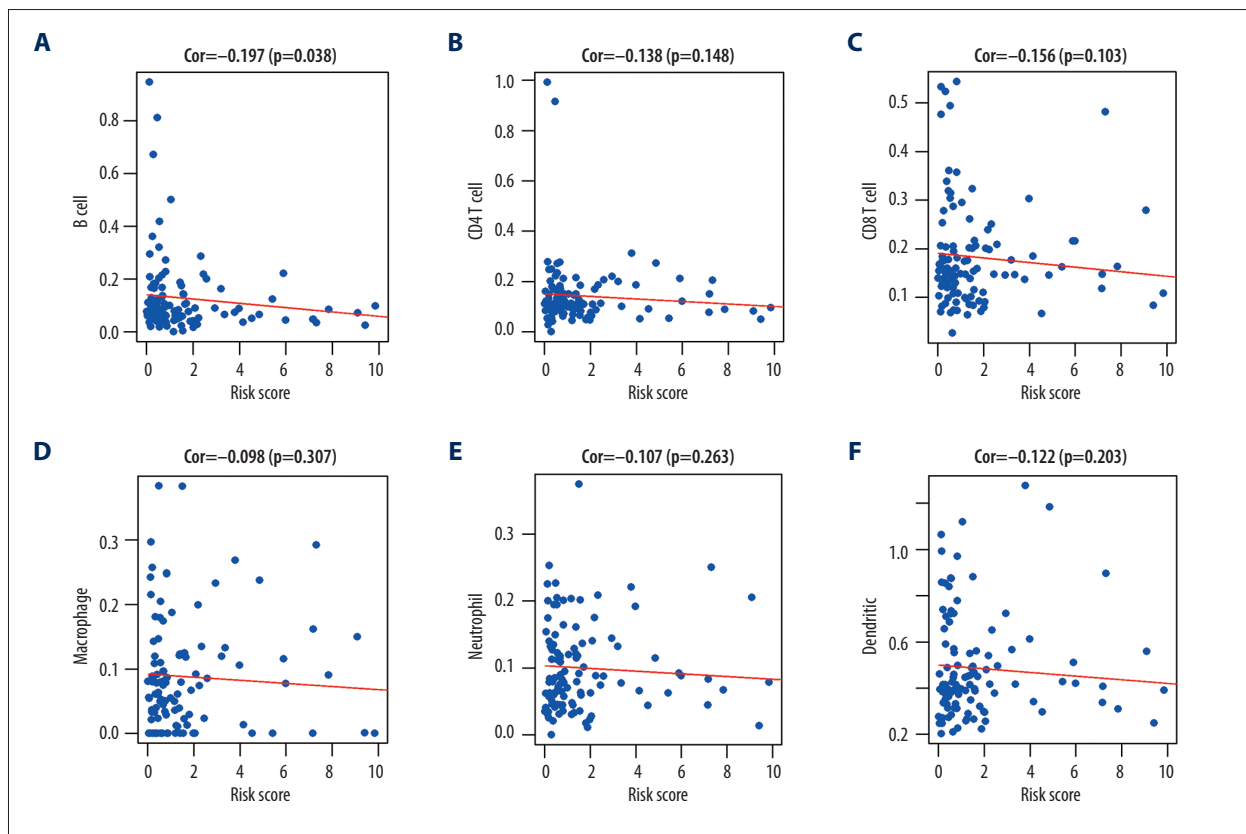 A
Cor=−0.197 (p=0.038)
B cell
0.8
0.6
0.4
0.2
0.0
0 2 4 6 8 10
Risk score
B
Cor=−0.138 (p=0.148)
CD4 T cell
1.0
0.8
0.6
0.4
0.2
0.0
0 2 4 6 8 10
Risk score
C
Cor=−0.156 (p=0.103)
CD8 T cell
0.5
0.4
0.3
0.2
0.1
0 2 4 6 8 10
Risk score
D
Cor=−0.098 (p=0.307)
Macrophage
0.3
0.2
0.1
0.0
0 2 4 6 8 10
Risk score
E
Cor=−0.107 (p=0.263)
Neutrophil
0.3
0.2
0.1
0.0
0 2 4 6 8 10
Risk score
F
Cor=−0.122 (p=0.203)
Dendritic
1.0
0.6
0.2
0 2 4 6 8 10
Risk score